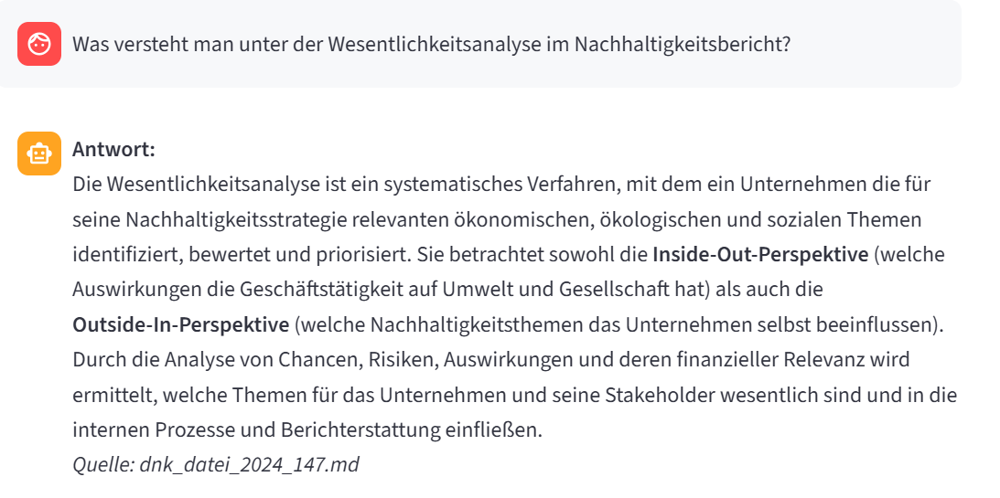 Was versteht man unter der Wesentlichkeitsanalyse im Nachhaltigkeitsbericht?
Antwort:
Die Wesentlichkeitsanalyse ist ein systematisches Verfahren, mit dem ein Unternehmen die für
seine Nachhaltigkeitsstrategie relevanten ökonomischen, ökologischen und sozialen Themen
identifiziert, bewertet und priorisiert. Sie betrachtet sowohl die Inside-Out-Perspektive (welche
Auswirkungen die Geschäftstätigkeit auf Umwelt und Gesellschaft hat) als auch die
Outside-In-Perspektive (welche Nachhaltigkeitsthemen das Unternehmen selbst beeinflussen).
Durch die Analyse von Chancen, Risiken, Auswirkungen und deren finanzieller Relevanz wird
ermittelt, welche Themen für das Unternehmen und seine Stakeholder wesentlich sind und in die
internen Prozesse und Berichterstattung einfließen.
Quelle: dnk_datei_2024_147.md